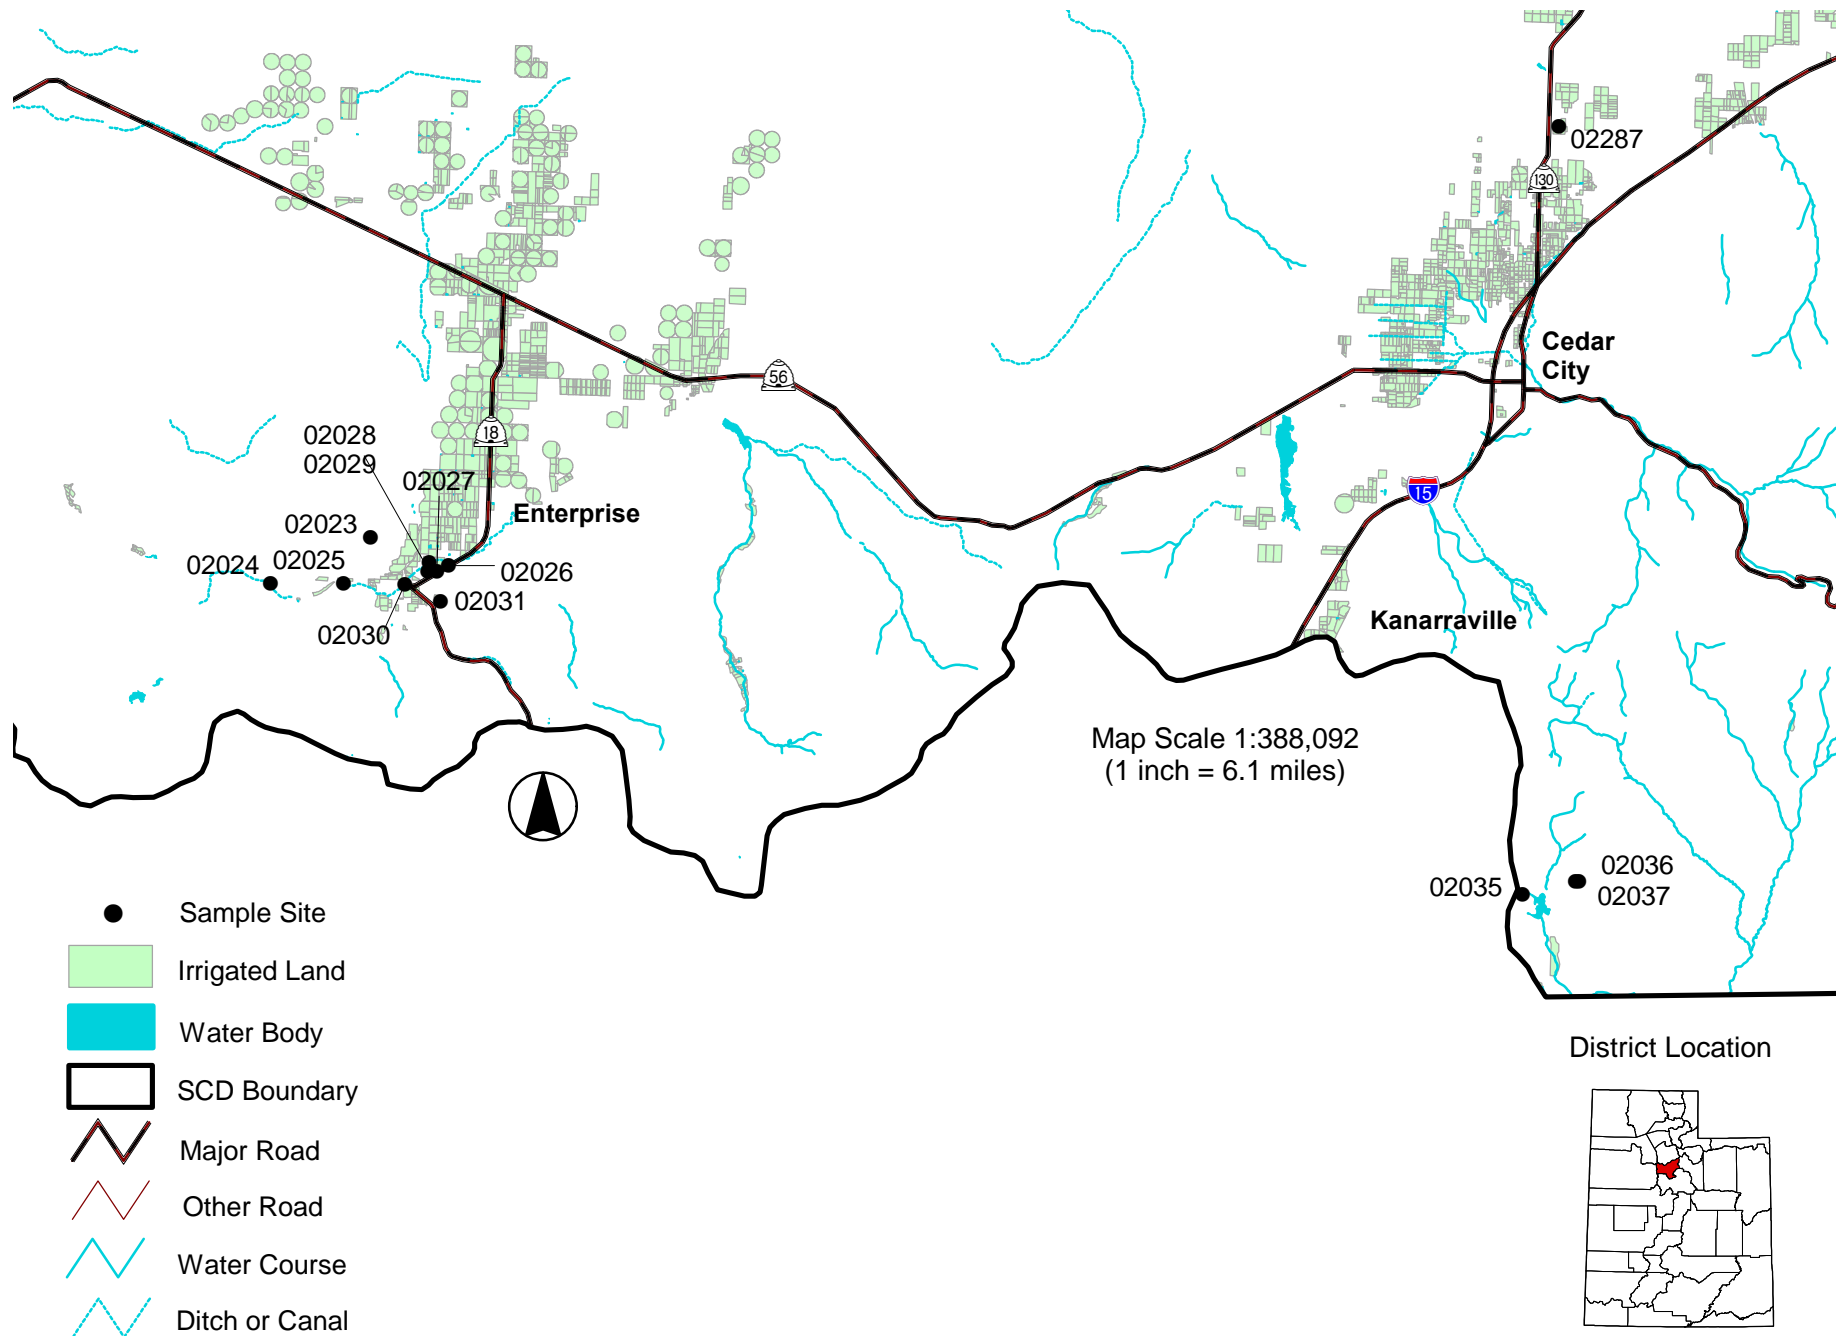 02287
130
Cedar
City
56
18
02028
02029
02027
15
Enterprise
02023
02024
02025
02026
02031
02030
Kanarraville
Map Scale 1:388,092
(1 inch = 6.1 miles)
02036
02035
02037
Sample Site
Irrigated Land
Water Body
SCD Boundary
Major Road
Other Road
Water Course
Ditch or Canal
District Location